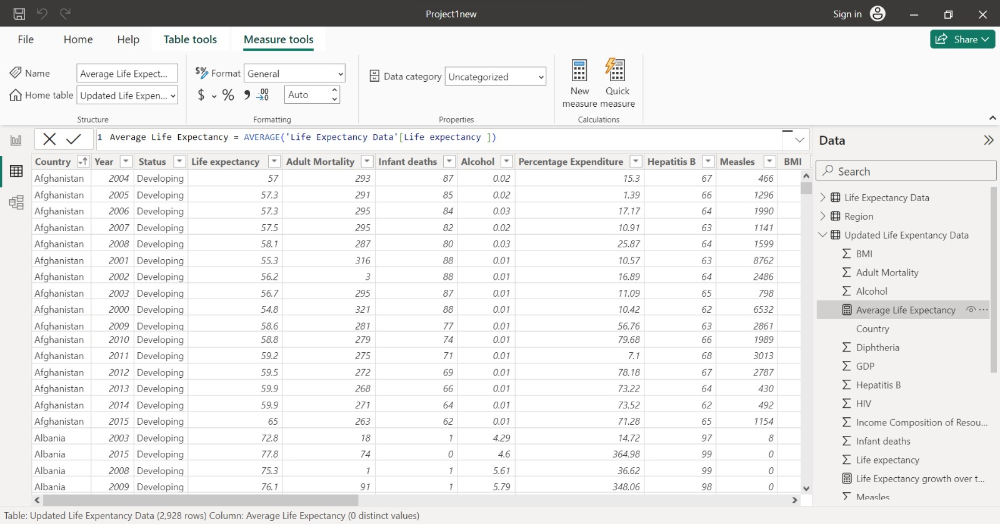 Project1new
Sign in
File Home Help Table tools Measure tools
Share
Name Average Life Expect...
Home table Updated Life Expen...
Structure
$% Format General
$ % , .00 →.0 Auto
Formatting
Data category Uncategorized
Properties
New measure
Quick measure
Calculations
1 Average Life Expectancy = AVERAGE('Life Expectancy Data'[Life expectancy ])
Country Year Status Life expectancy Adult Mortality Infant deaths Alcohol Percentage Expenditure Hepatitis B Measles BMI
Afghanistan 2004 Developing 57 293 87 0.02 15.3 67 466
Afghanistan 2005 Developing 57.3 291 85 0.02 1.39 66 1296
Afghanistan 2006 Developing 57.3 295 84 0.03 17.17 64 1990
Afghanistan 2007 Developing 57.5 295 82 0.02 10.91 63 1141
Afghanistan 2008 Developing 58.1 287 80 0.03 25.87 64 1599
Afghanistan 2001 Developing 55.3 316 88 0.01 10.57 63 8762
Afghanistan 2002 Developing 56.2 3 88 0.01 16.89 64 2486
Afghanistan 2003 Developing 56.7 295 87 0.01 11.09 65 798
Afghanistan 2000 Developing 54.8 321 88 0.01 10.42 62 6532
Afghanistan 2009 Developing 58.6 281 77 0.01 56.76 63 2861
Afghanistan 2010 Developing 58.8 279 74 0.01 79.68 66 1989
Afghanistan 2011 Developing 59.2 275 71 0.01 7.1 68 3013
Afghanistan 2012 Developing 59.5 272 69 0.01 78.18 67 2787
Afghanistan 2013 Developing 59.9 268 66 0.01 73.22 64 430
Afghanistan 2014 Developing 59.9 271 64 0.01 73.52 62 492
Afghanistan 2015 Developing 65 263 62 0.01 71.28 65 1154
Albania 2003 Developing 72.8 18 1 4.29 14.72 97 8
Albania 2015 Developing 77.8 74 0 4.6 364.98 99 0
Albania 2008 Developing 75.3 1 1 5.61 36.62 99 0
Albania 2009 Developing 76.1 91 1 5.79 348.06 98 0
Data
Search
Life Expectancy Data
Region
Updated Life Expentancy Data
BMI
Adult Mortality
Alcohol
Average Life Expectancy
Country
Diphtheria
GDP
Hepatitis B
HIV
Income Composition of Resou...
Infant deaths
Life expectancy
Life Expectancy growth over t...
Measles
Table: Updated Life Expentancy Data (2,928 rows) Column: Average Life Expectancy (0 distinct values)